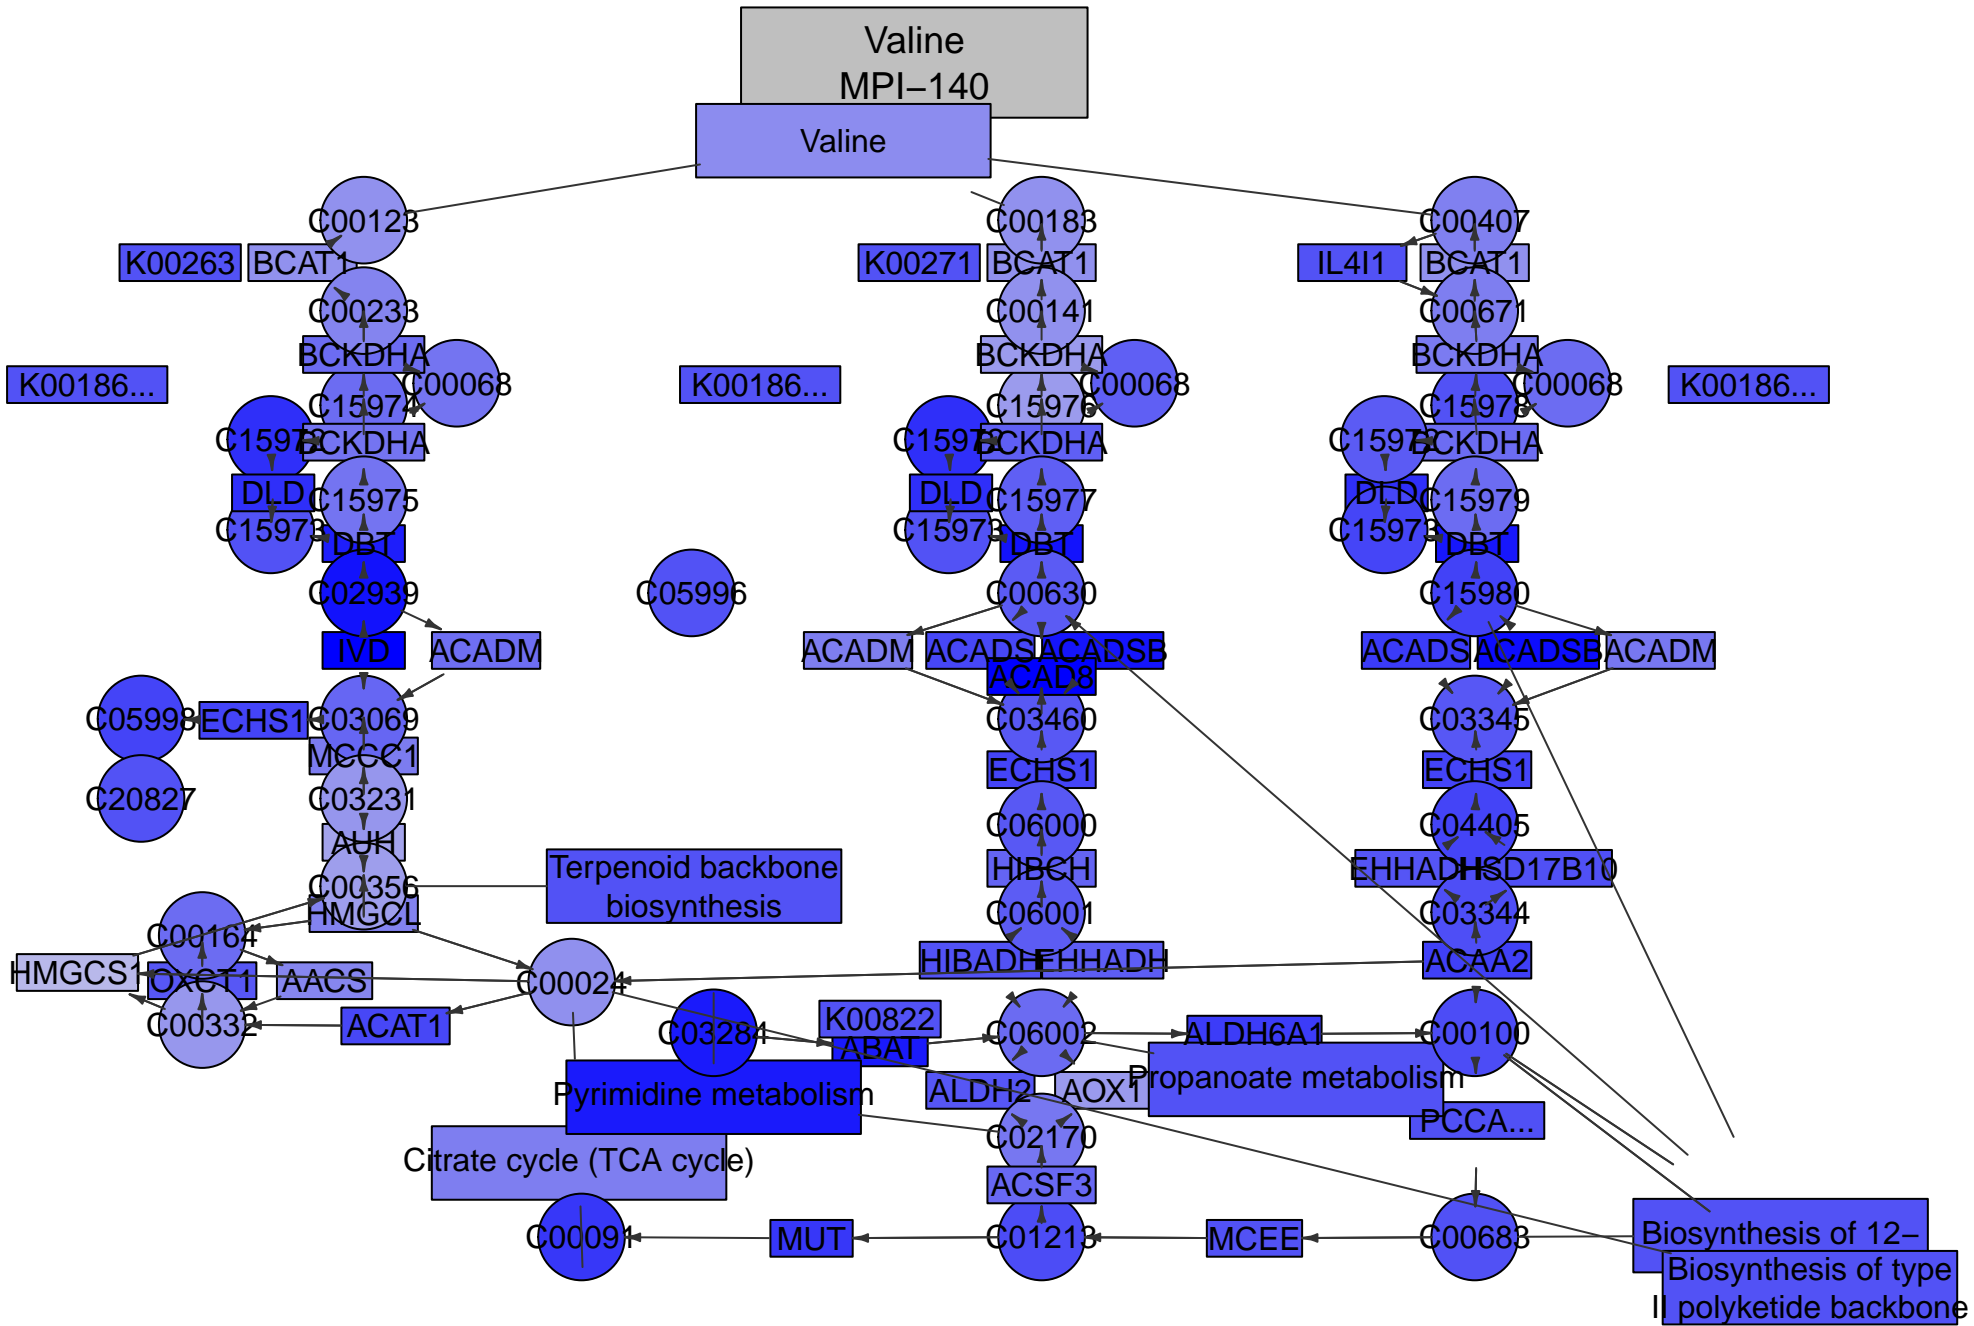 Valine
MPI−140
Valine
C00123
C00183
C00407
K00263
BCAT1
K00271
BCAT1
IL4I1
BCAT1
C00233
C00141
C00671
BCKDHA
BCKDHA
BCKDHA
K00186...
C00068
K00186...
C00068
C00068
K00186...
C15974
C15976
C15978
C15972
BCKDHA
C15972
BCKDHA
C15972
BCKDHA
DLD
C15975
DLD
C15977
DLD
C15979
C15973
C15973
C15973
DBT
DBT
DBT
C02939
C05996
C00630
C15980
IVD
ACADM
ACADM
ACADS
ACADSB
ACADS
ACADSB
ACADM
ACAD8
C05998
ECHS1
C03069
C03460
C03345
MCCC1
ECHS1
ECHS1
C20827
C03231
C06000
C04405
AUH
Terpenoid backbone
biosynthesis
HIBCH
EHHADH
HSD17B10
C00356
HMGCL
C06001
C03344
C00164
HMGCS1
OXCT1
AACS
C00024
HIBADH
EHHADH
ACAA2
C00332
ACAT1
C03284
K00822
ABAT
C06002
ALDH6A1
C00100
Pyrimidine metabolism
ALDH2
AOX1
Propanoate metabolism
PCCA...
C02170
Citrate cycle (TCA cycle)
ACSF3
C00091
MUT
C01213
MCEE
C00683
Biosynthesis of 12−
Biosynthesis of type
II polyketide backbone